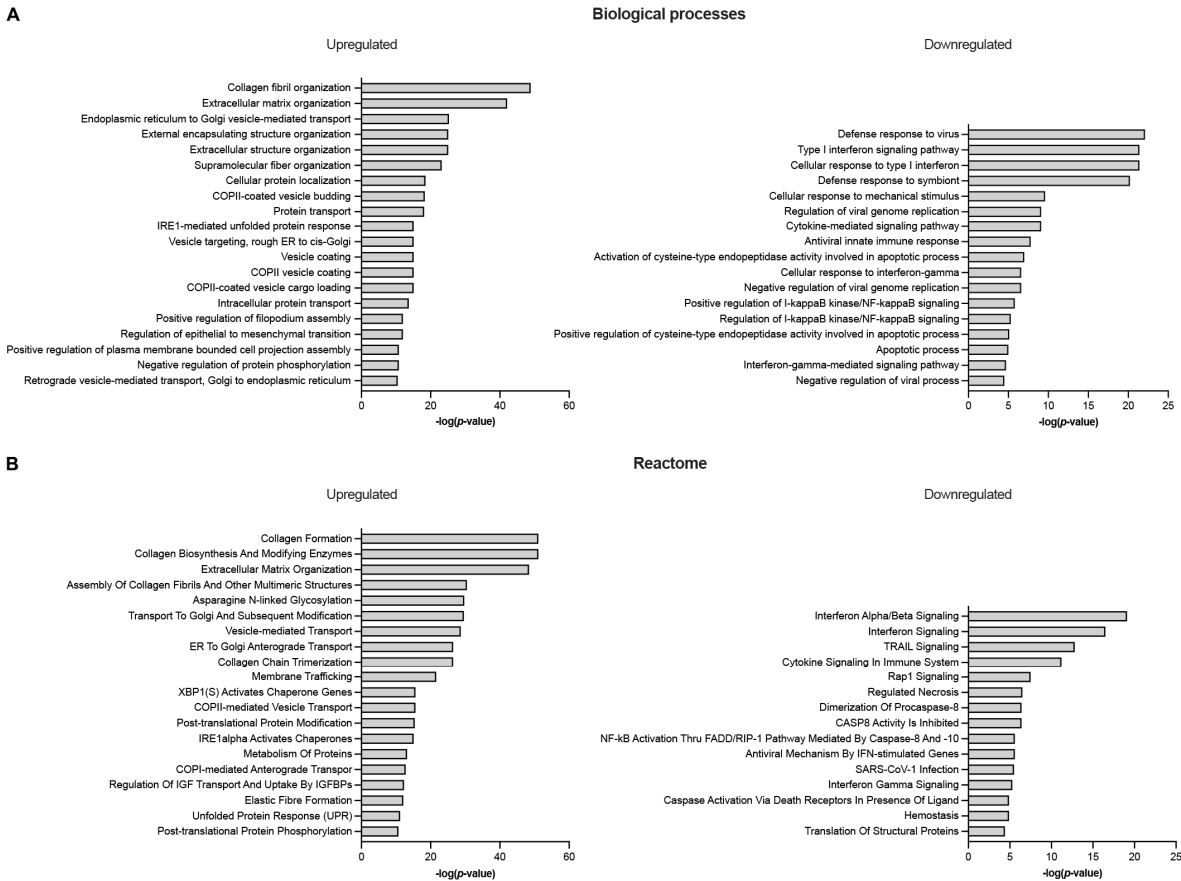 A
Biological processes
Upregulated
Collagen fibril organization
Extracellular matrix organization
Endoplasmic reticulum to Golgi vesicle-mediated transport
External encapsulating structure organization
Extracellular structure organization
Supramolecular fiber organization
Cellular protein localization
COPII-coated vesicle budding
Protein transport
IRE1-mediated unfolded protein response
Vesicle targeting, rough ER to cis-Golgi
Vesicle coating
COPII vesicle coating
COPII-coated vesicle cargo loading
Intracellular protein transport
Positive regulation of filopodium assembly
Regulation of epithelial to mesenchymal transition
Positive regulation of plasma membrane bounded cell projection assembly
Negative regulation of protein phosphorylation
Retrograde vesicle-mediated transport, Golgi to endoplasmic reticulum
0 20 40 60
-log(p-value)
Downregulated
Defense response to virus
Type I interferon signaling pathway
Cellular response to type I interferon
Defense response to symbiont
Cellular response to mechanical stimulus
Regulation of viral genome replication
Cytokine-mediated signaling pathway
Antiviral innate immune response
Activation of cysteine-type endopeptidase activity involved in apoptotic process
Cellular response to interferon-gamma
Negative regulation of viral genome replication
Positive regulation of I-kappaB kinase/NF-kappaB signaling
Regulation of I-kappaB kinase/NF-kappaB signaling
Positive regulation of cysteine-type endopeptidase activity involved in apoptotic process
Apoptotic process
Interferon-gamma-mediated signaling pathway
Negative regulation of viral process
0 5 10 15 20 25
-log(p-value)
B
Reactome
Upregulated
Collagen Formation
Collagen Biosynthesis And Modifying Enzymes
Extracellular Matrix Organization
Assembly Of Collagen Fibrils And Other Multimeric Structures
Asparagine N-linked Glycosylation
Transport To Golgi And Subsequent Modification
Vesicle-mediated Transport
ER To Golgi Anterograde Transport
Collagen Chain Trimerization
Membrane Trafficking
XBP1(S) Activates Chaperone Genes
COPII-mediated Vesicle Transport
Post-translational Protein Modification
IRE1alpha Activates Chaperones
Metabolism Of Proteins
COPI-mediated Anterograde Transpor
Regulation Of IGF Transport And Uptake By IGFBPs
Elastic Fibre Formation
Unfolded Protein Response (UPR)
Post-translational Protein Phosphorylation
0 20 40 60
-log(p-value)
Downregulated
Interferon Alpha/Beta Signaling
Interferon Signaling
TRAIL Signaling
Cytokine Signaling In Immune System
Rap1 Signaling
Regulated Necrosis
Dimerization Of Procaspase-8
CASP8 Activity Is Inhibited
NF-kB Activation Thru FADD/RIP-1 Pathway Mediated By Caspase-8 And -10
Antiviral Mechanism By IFN-stimulated Genes
SARS-CoV-1 Infection
Interferon Gamma Signaling
Caspase Activation Via Death Receptors In Presence Of Ligand
Hemostasis
Translation Of Structural Proteins
0 5 10 15 20 25
-log(p-value)